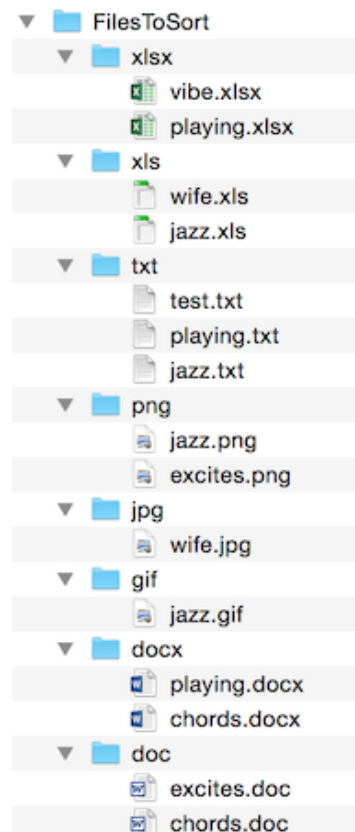 FilesToSort
xlsx
vibe.xlsx
playing.xlsx
xls
wife.xls
jazz.xls
txt
test.txt
playing.txt
jazz.txt
png
jazz.png
excites.png
jpg
wife.jpg
gif
jazz.gif
docx
playing.docx
chords.docx
doc
excites.doc
chords.doc